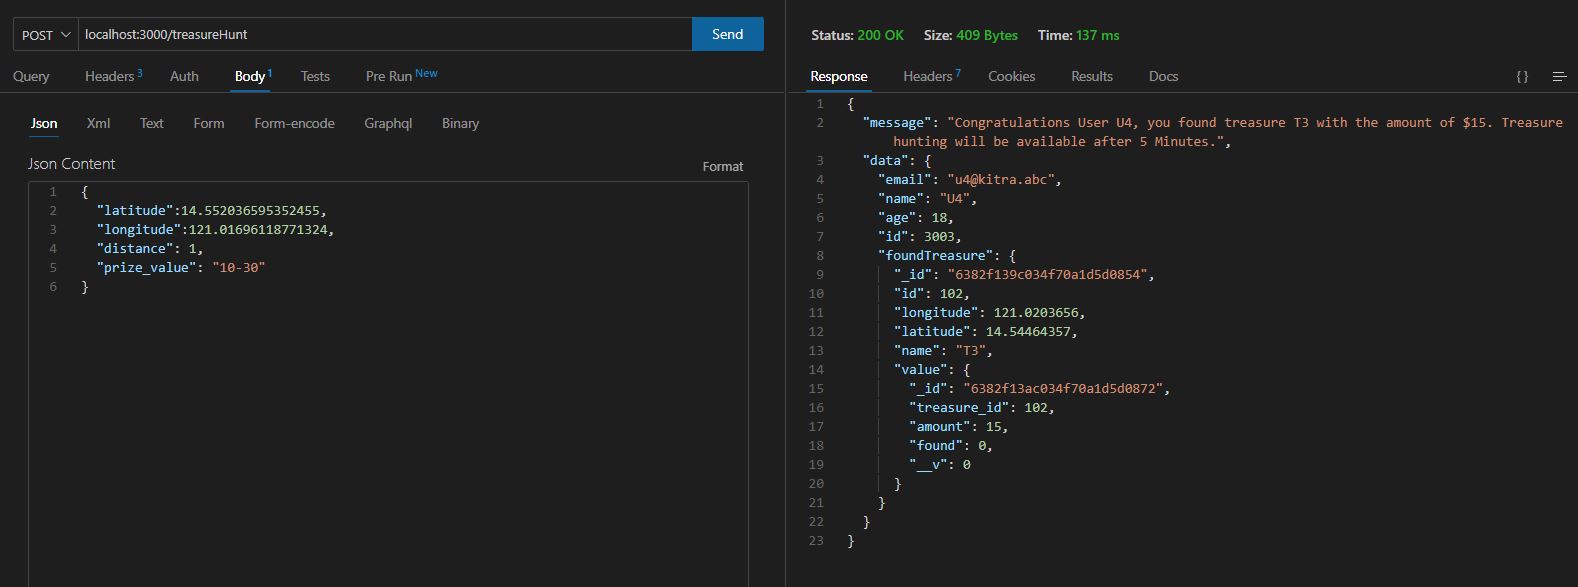 POST localhost:3000/treasureHunt Send
Query Headers 3 Auth Body 1 Tests Pre Run New
Json Xml Text Form Form-encode Graphql Binary
Json Content Format
1 {
2 "latitude":14.552036595352455,
3 "longitude":121.01696118771324,
4 "distance": 1,
5 "prize_value": "10-30"
6 }
Status: 200 OK Size: 409 Bytes Time: 137 ms
Response Headers 7 Cookies Results Docs {}
1 {
2 "message": "Congratulations User U4, you found treasure T3 with the amount of $15. Treasure
hunting will be available after 5 Minutes.",
3 "data": {
4 "email": "u4@kitra.abc",
5 "name": "U4",
6 "age": 18,
7 "id": 3003,
8 "foundTreasure": {
9 "_id": "6382f139c034f70a1d5d0854",
10 "id": 102,
11 "longitude": 121.0203656,
12 "latitude": 14.54464357,
13 "name": "T3",
14 "value": {
15 "_id": "6382f13ac034f70a1d5d0872",
16 "treasure_id": 102,
17 "amount": 15,
18 "found": 0,
19 "__v": 0
20 }
21 }
22 }
23 }